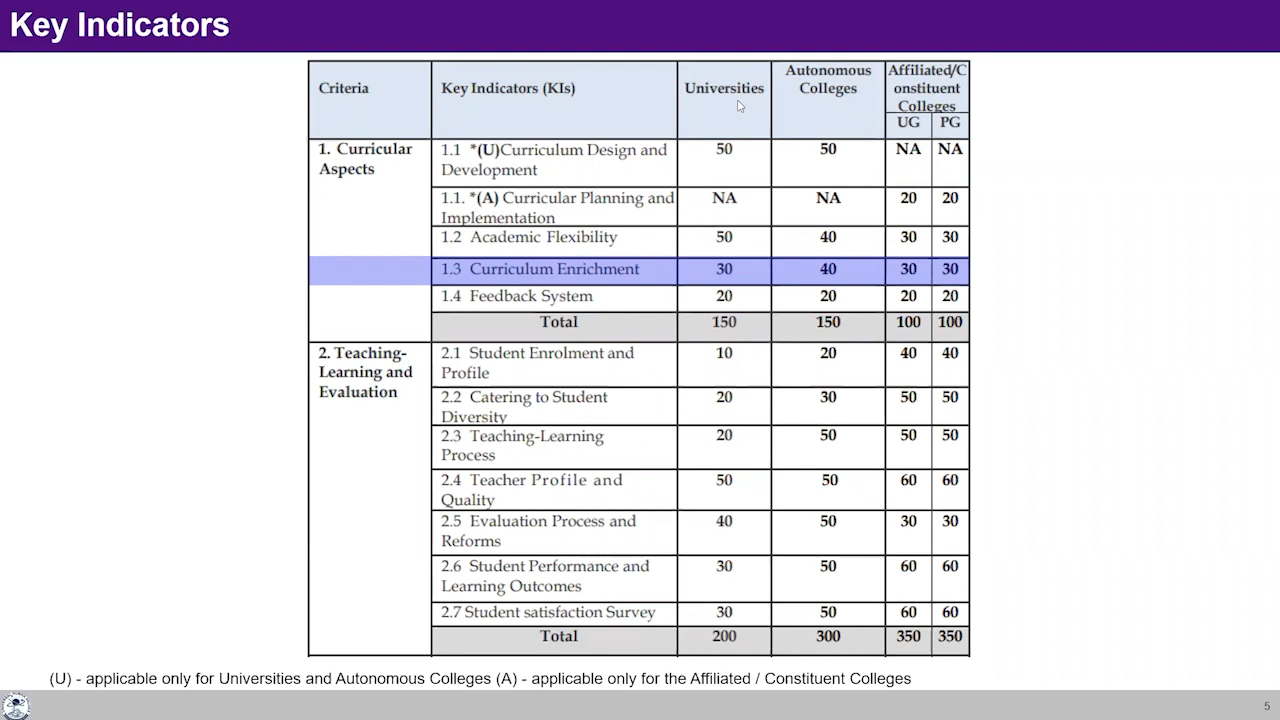 Key Indicators
Criteria Key Indicators (KIs) Universities Autonomous Colleges Affiliated/C onstituent Colleges
UG PG
1. Curricular Aspects 1.1 *(U)Curriculum Design and Development 50 50 NA NA
1.1. *(A) Curricular Planning and Implementation NA NA 20 20
1.2 Academic Flexibility 50 40 30 30
1.3 Curriculum Enrichment 30 40 30 30
1.4 Feedback System 20 20 20 20
Total 150 150 100 100
2. Teaching-Learning and Evaluation 2.1 Student Enrolment and Profile 10 20 40 40
2.2 Catering to Student Diversity 20 30 50 50
2.3 Teaching-Learning Process 20 50 50 50
2.4 Teacher Profile and Quality 50 50 60 60
2.5 Evaluation Process and Reforms 40 50 30 30
2.6 Student Performance and Learning Outcomes 30 50 60 60
2.7 Student satisfaction Survey 30 50 60 60
Total 200 300 350 350
(U) - applicable only for Universities and Autonomous Colleges (A) - applicable only for the Affiliated / Constituent Colleges
5